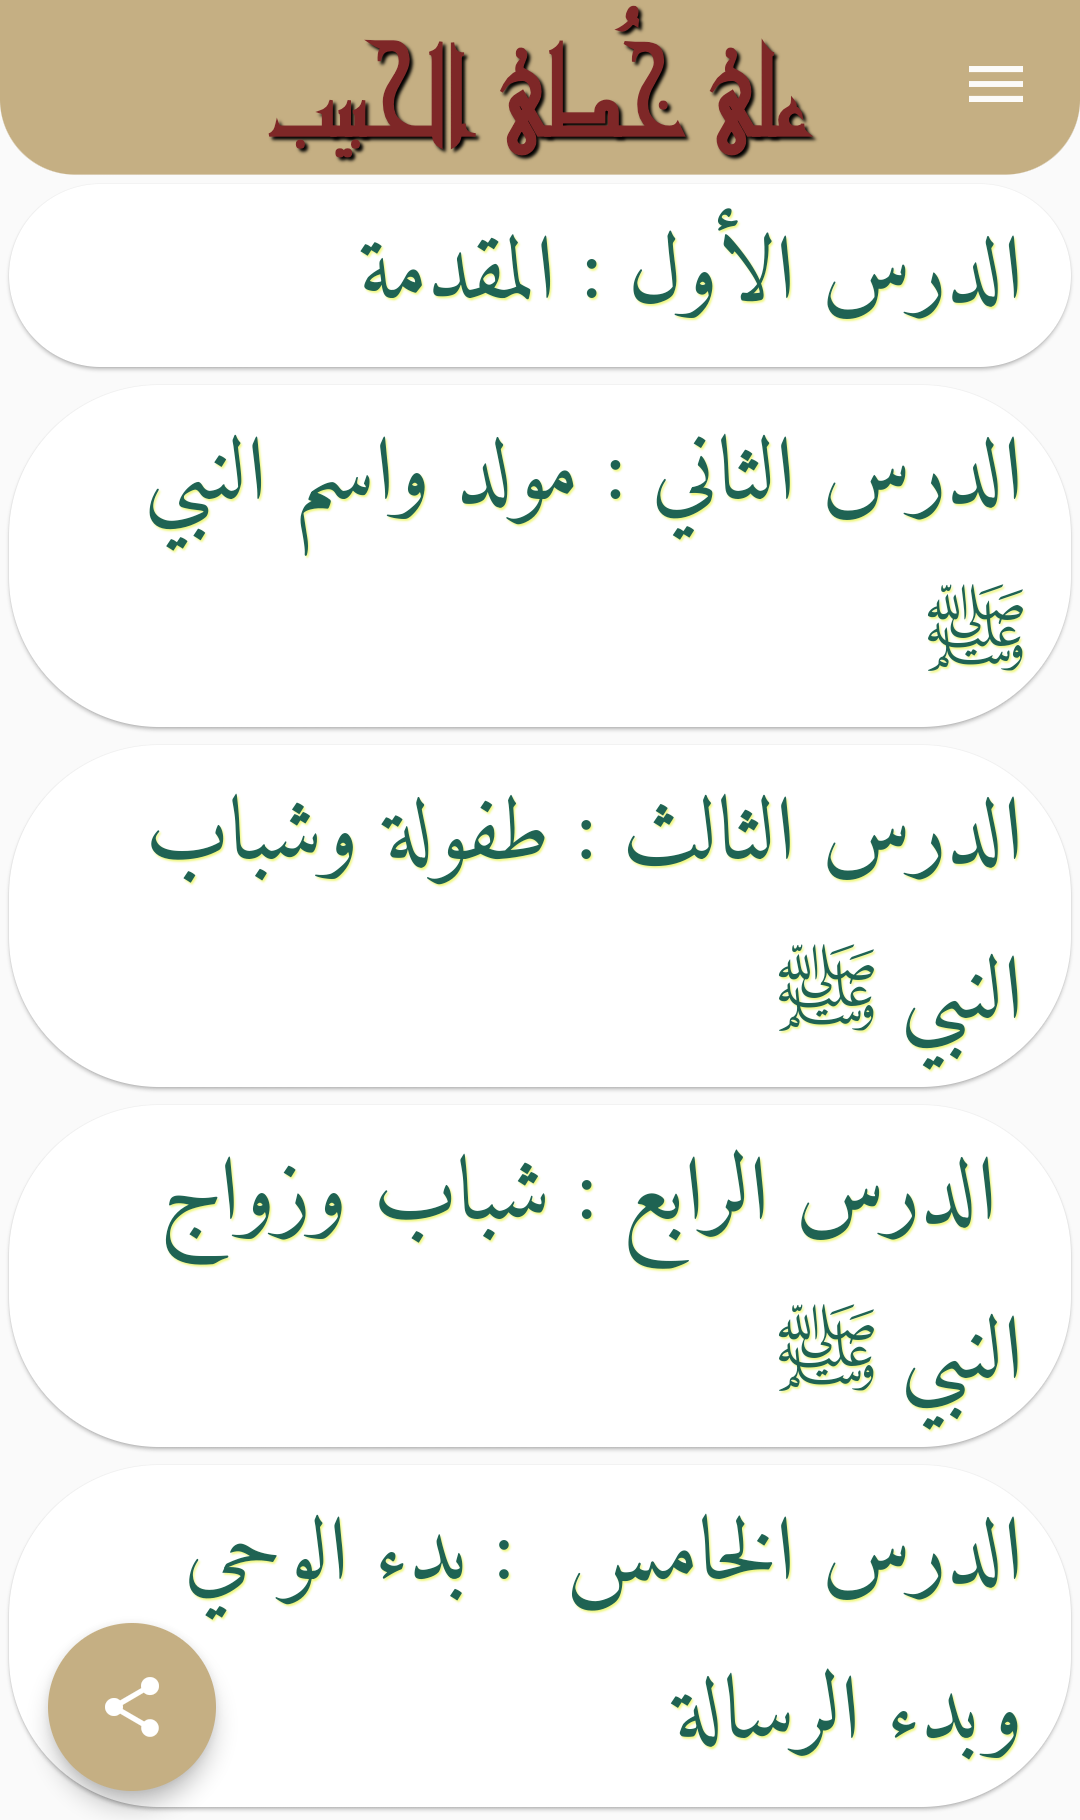 على خُطى الحبيب
الدرس الأول : المقدمة
الدرس الثاني : مولد واسم النبي
ﷺ
الدرس الثالث : طفولة وشباب
النبي ﷺ
الدرس الرابع : شباب وزواج
النبي ﷺ
الدرس الخامس : بدء الوحي
وبدء الرسالة